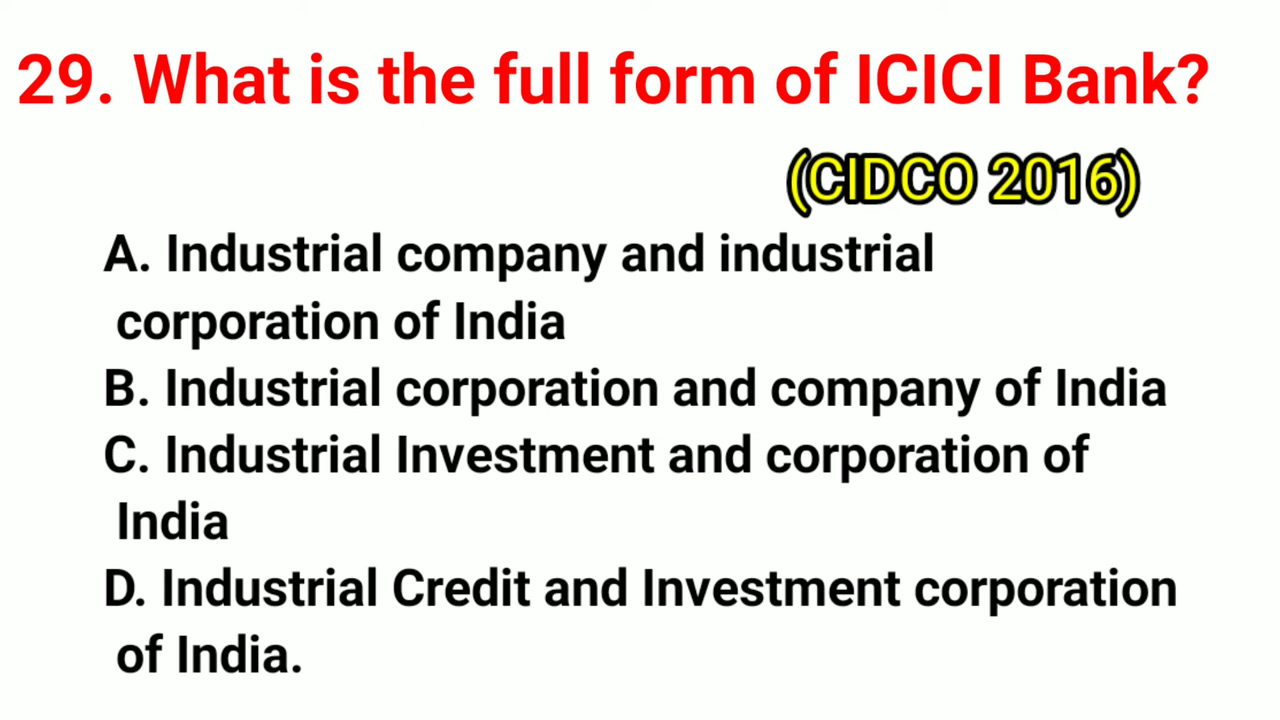 29. What is the full form of ICICI Bank?
(CIDCO 2016)
A. Industrial company and industrial
corporation of India
B. Industrial corporation and company of India
C. Industrial Investment and corporation of
India
D. Industrial Credit and Investment corporation
of India.